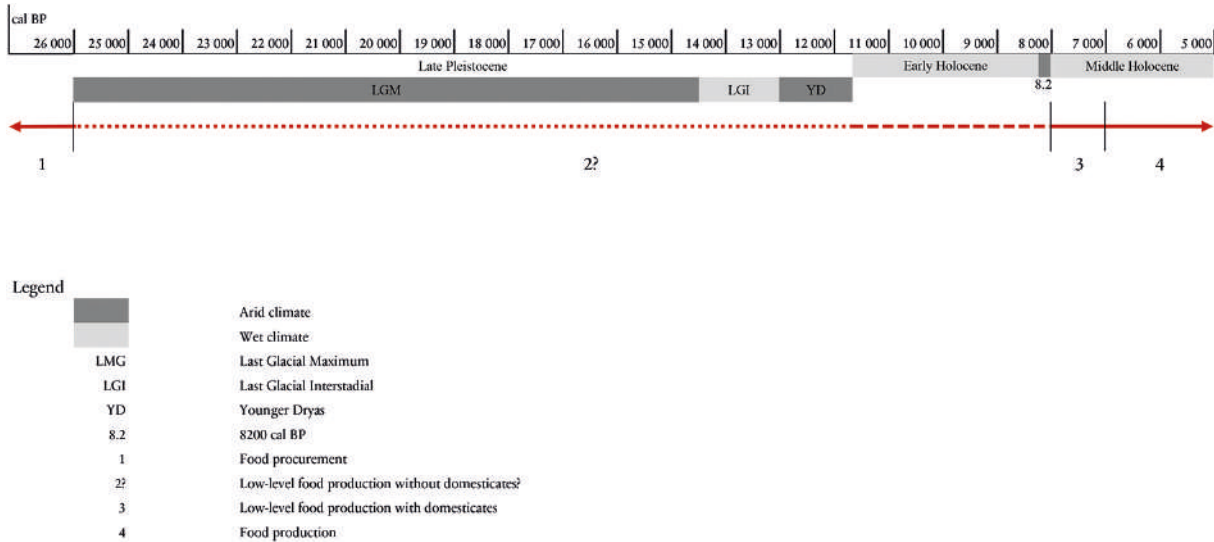 cal BP
26 000 25 000 24 000 23 000 22 000 21 000 20 000 19 000 18 000 17 000 16 000 15 000 14 000 13 000 12 000 11 000 10 000 9 000 8 000 7 000 6 000 5 000
Late Pleistocene Early Holocene Middle Holocene
LGM LGI YD 8.2
1 2? 3 4
Legend
Arid climate
Wet climate
LMG Last Glacial Maximum
LGI Last Glacial Interstadial
YD Younger Dryas
8.2 8200 cal BP
1 Food procurement
2? Low-level food production without domesticates?
3 Low-level food production with domesticates
4 Food production